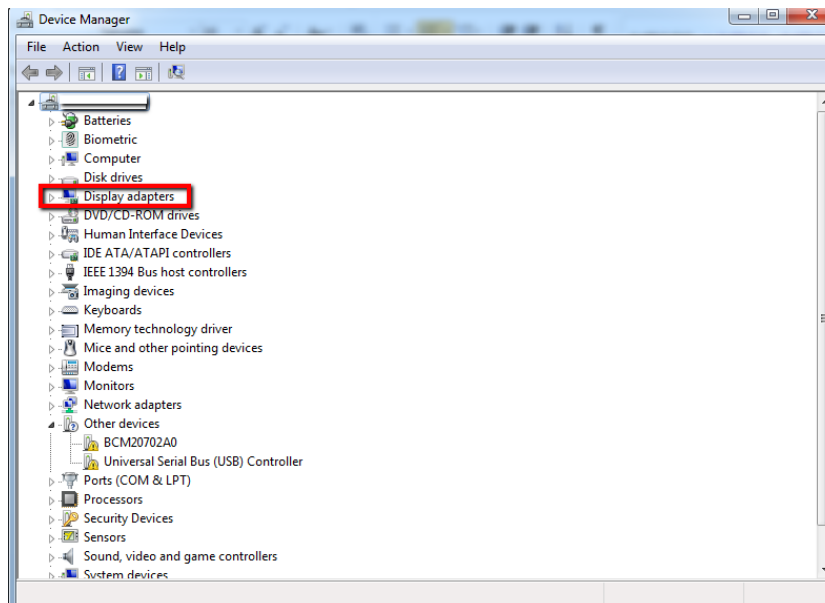 Device Manager
File Action View Help
Batteries
Biometric
Computer
Disk drives
Display adapters
DVD/CD-ROM drives
Human Interface Devices
IDE ATA/ATAPI controllers
IEEE 1394 Bus host controllers
Imaging devices
Keyboards
Memory technology driver
Mice and other pointing devices
Modems
Monitors
Network adapters
Other devices
BCM20702A0
Universal Serial Bus (USB) Controller
Ports (COM & LPT)
Processors
Security Devices
Sensors
Sound, video and game controllers
System devices